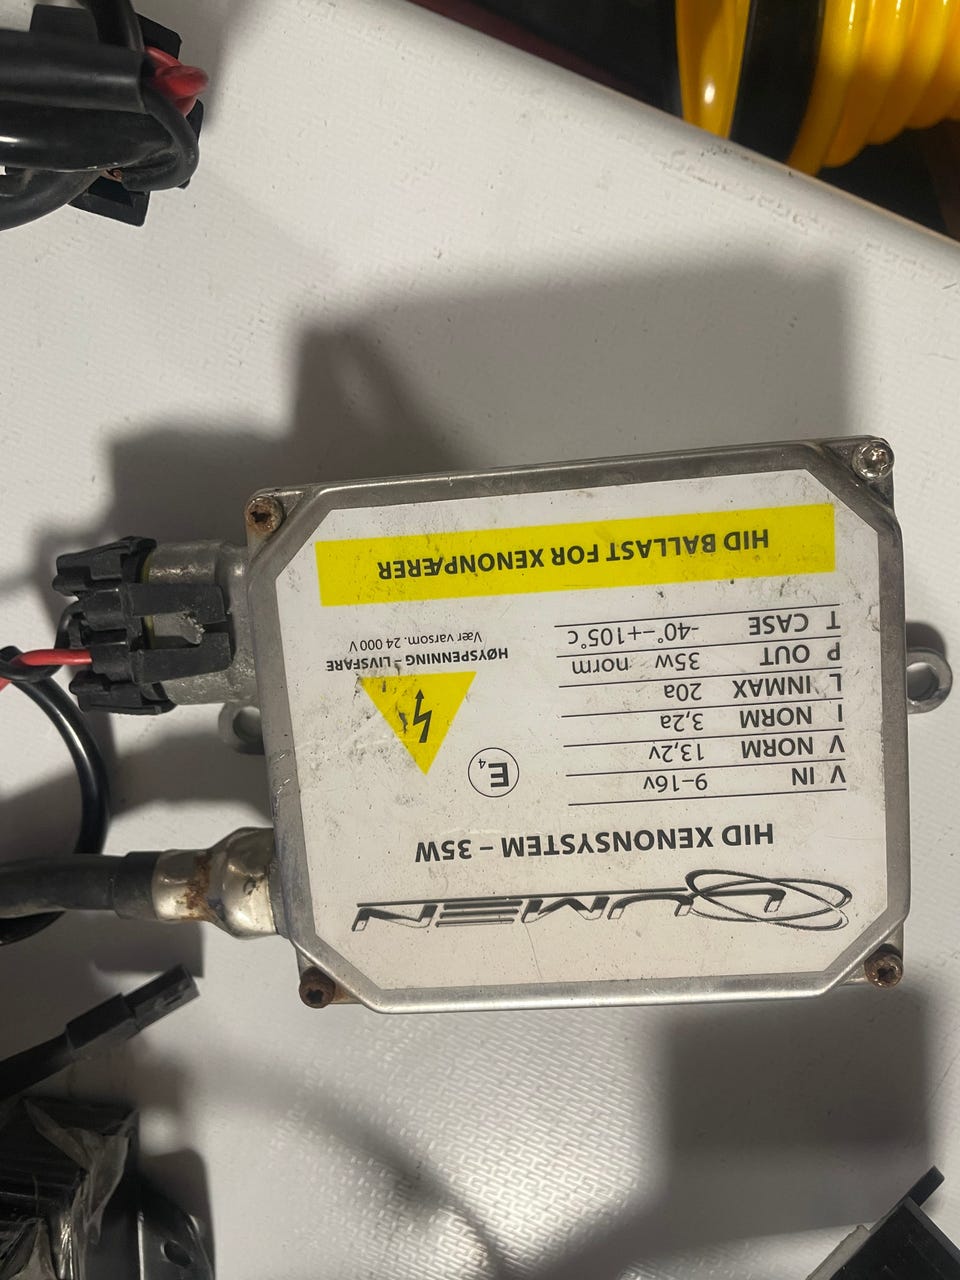 LUMEN
HID XENONSYSTEM – 35W
V IN 9–16v
V NORM 13,2v
I NORM 3,2a
L INMAX 20a
P OUT 35w norm
T CASE -40°–+105°c
E4
HØYSPENNING – LIVSFARE
Vær varsom. 24 000 V
HID BALLAST FOR XENONPÆRER